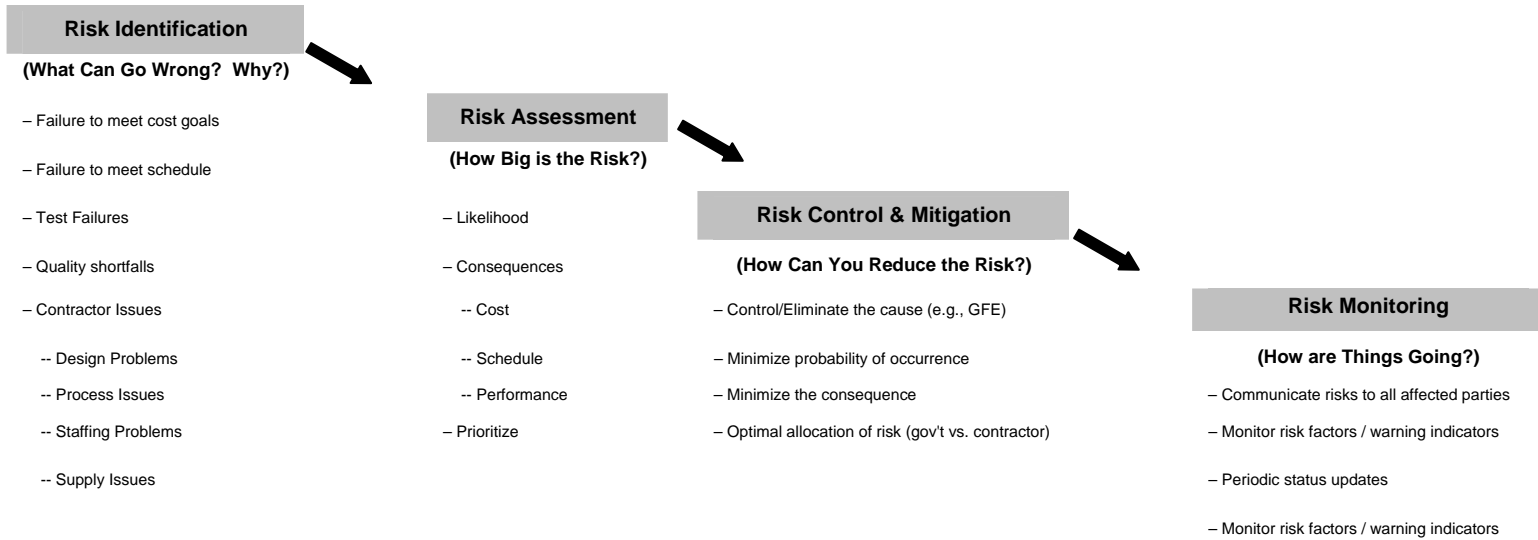 Risk Identification
(What Can Go Wrong?  Why?)
– Failure to meet cost goals
– Failure to meet schedule
– Test Failures
– Quality shortfalls
– Contractor Issues
-- Design Problems
-- Process Issues
-- Staffing Problems
-- Supply Issues
Risk Assessment
(How Big is the Risk?)
– Likelihood
– Consequences
-- Cost
-- Schedule
-- Performance
– Prioritize
Risk Control & Mitigation
(How Can You Reduce the Risk?)
– Control/Eliminate the cause (e.g., GFE)
– Minimize probability of occurrence
– Minimize the consequence
– Optimal allocation of risk (gov't vs. contractor)
Risk Monitoring
(How are Things Going?)
– Communicate risks to all affected parties
– Monitor risk factors / warning indicators
– Periodic status updates
– Monitor risk factors / warning indicators